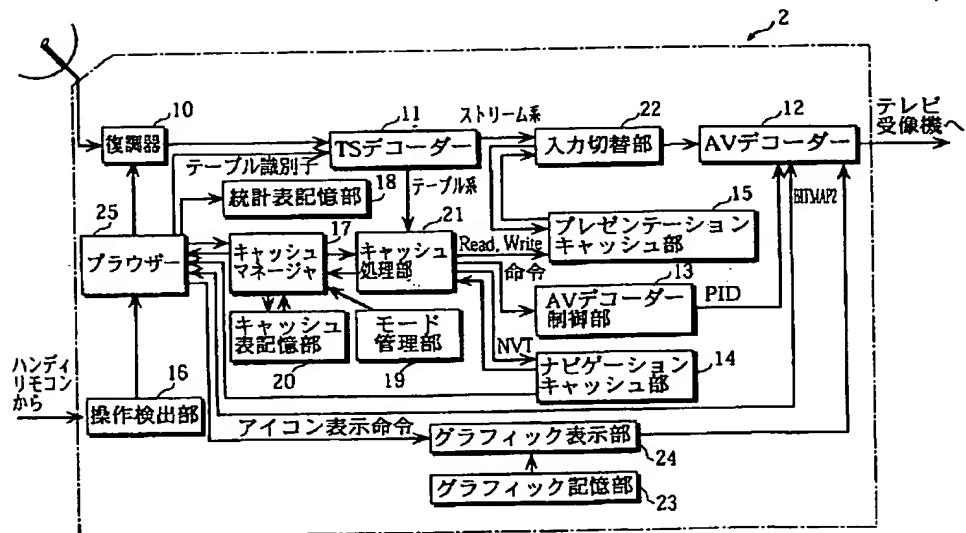 2
10
復調器
11
TSデコーダー
ストリーム系
22
入力切替部
12
AVデコーダー
テレビ
受像機へ
テーブル識別子
テーブル系
BITMAP2
統計表記憶部
18
25
ブラウザー
17
キャッシュ
マネージャ
21
キャッシュ
処理部
Read, Write
命令
15
プレゼンテーション
キャッシュ部
13
AVデコーダー
制御部
PID
キャッシュ
表記憶部
20
モード
管理部
19
NVT
ナビゲーション
キャッシュ部
14
ハンディ
リモコン
から
16
操作検出部
アイコン表示命令
グラフィック表示部
24
グラフィック記憶部
23